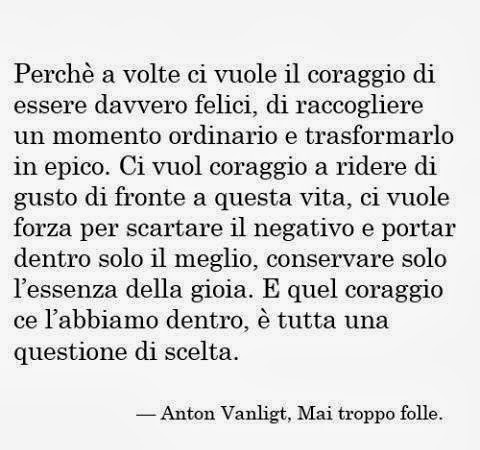 Perchè a volte ci vuole il coraggio di
essere davvero felici, di raccogliere
un momento ordinario e trasformarlo
in epico. Ci vuol coraggio a ridere di
gusto di fronte a questa vita, ci vuole
forza per scartare il negativo e portar
dentro solo il meglio, conservare solo
l'essenza della gioia. E quel coraggio
ce l'abbiamo dentro, è tutta una
questione di scelta.
— Anton Vanligt, Mai troppo folle.